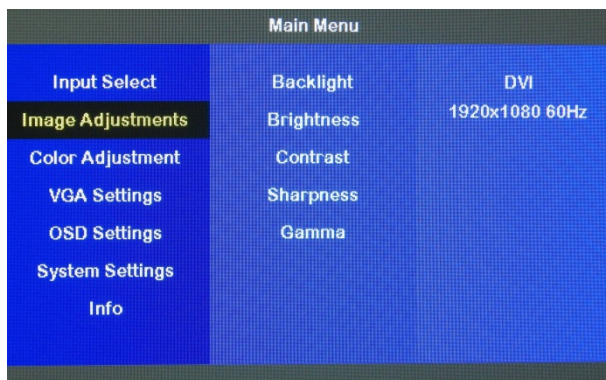 Main Menu
Input Select
Image Adjustments
Color Adjustment
VGA Settings
OSD Settings
System Settings
Info
Backlight
Brightness
Contrast
Sharpness
Gamma
DVI
1920x1080 60Hz